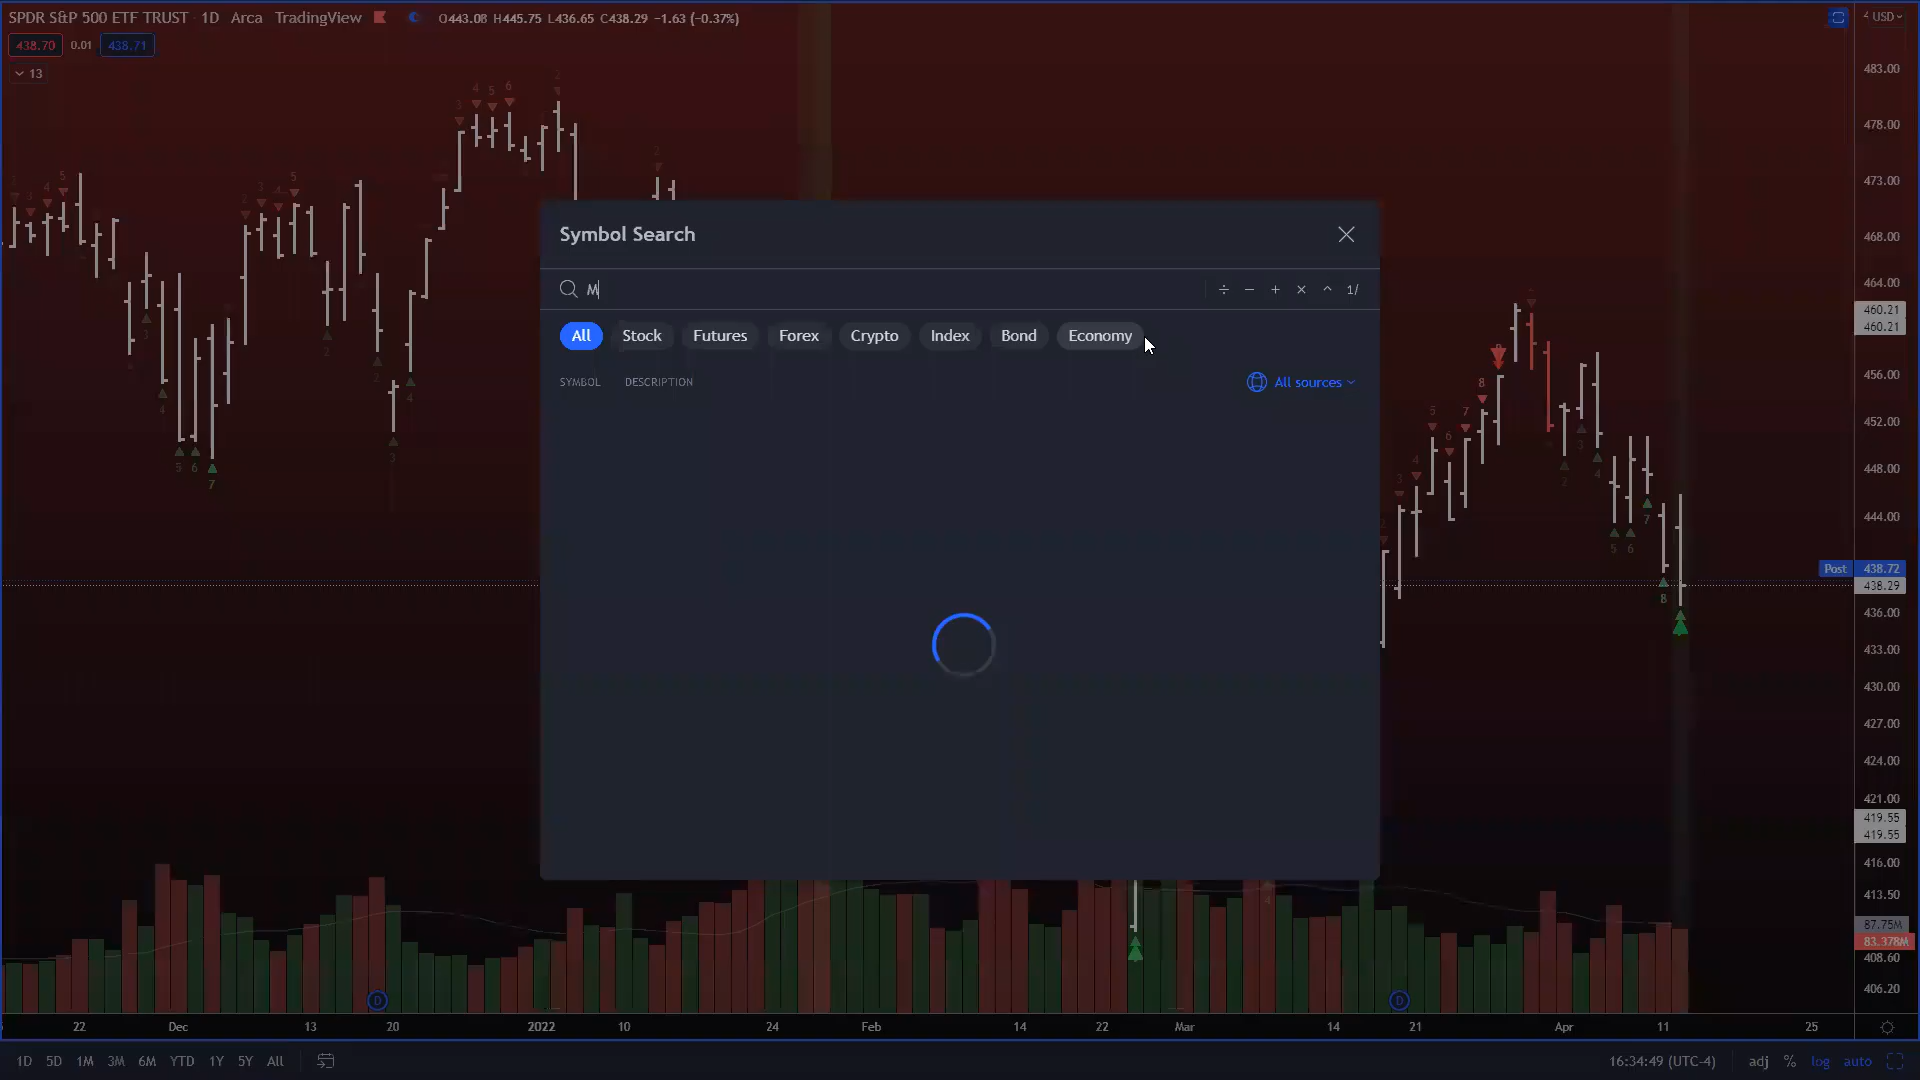 SPDR S&P 500 ETF TRUST · 1D Arca TradingView O443.08 H445.75 L436.65 C438.29 −1.63 (−0.37%)
438.70 0.01 438.71
13
USD
483.00
478.00
473.00
468.00
464.00
460.21
460.21
456.00
452.00
448.00
444.00
Post 438.72
438.29
436.00
433.00
430.00
427.00
424.00
421.00
419.55
419.55
416.00
413.50
87.75M
83.378M
408.60
406.20
Symbol Search
M
÷ − + × ^ 1/
All Stock Futures Forex Crypto Index Bond Economy
SYMBOL DESCRIPTION All sources
22 Dec 13 20 2022 10 24 Feb 14 22 Mar 14 21 Apr 11 25
1D 5D 1M 3M 6M YTD 1Y 5Y All 16:34:49 (UTC-4) adj % log auto